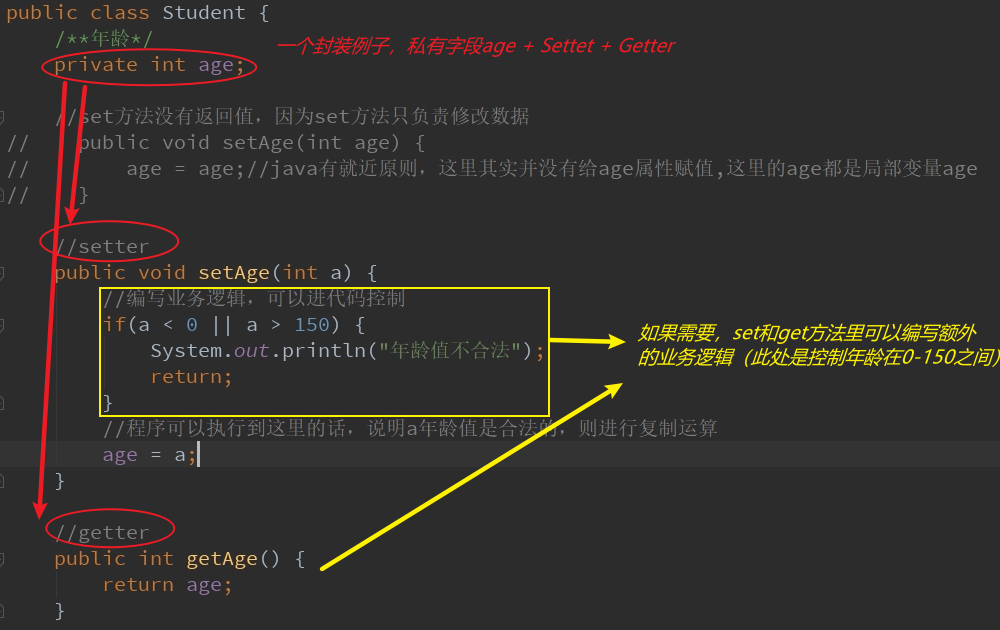 public class Student {
/**年龄*/
一个封装例子，私有字段age + Settet + Getter
private int age;
//set方法没有返回值，因为set方法只负责修改数据
//    public void setAge(int age) {
//        age = age;//java有就近原则，这里其实并没有给age属性赋值,这里的age都是局部变量age
//    }
//setter
public void setAge(int a) {
//编写业务逻辑，可以进代码控制
if(a < 0 || a > 150) {
如果需要，set和get方法里可以编写额外
System.out.println("年龄值不合法");
的业务逻辑（此处是控制年龄在0-150之间）
return;
}
//程序可以执行到这里的话，说明a年龄值是合法的，则进行复制运算
age = a;
}
//getter
public int getAge() {
return age;
}